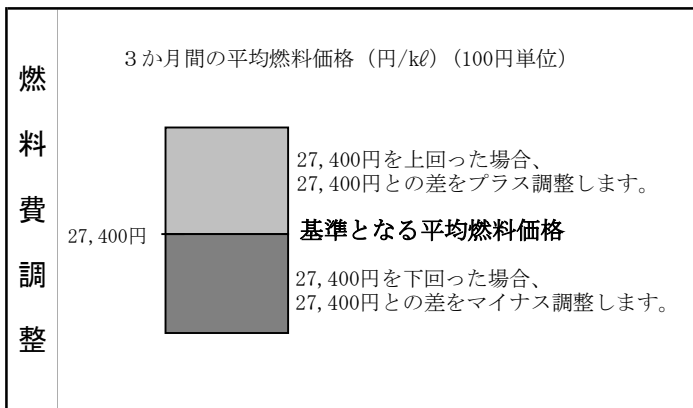 燃料費調整
3か月間の平均燃料価格（円/kℓ）（100円単位）
27,400円を上回った場合、
27,400円との差をプラス調整します。
27,400円
基準となる平均燃料価格
27,400円を下回った場合、
27,400円との差をマイナス調整します。